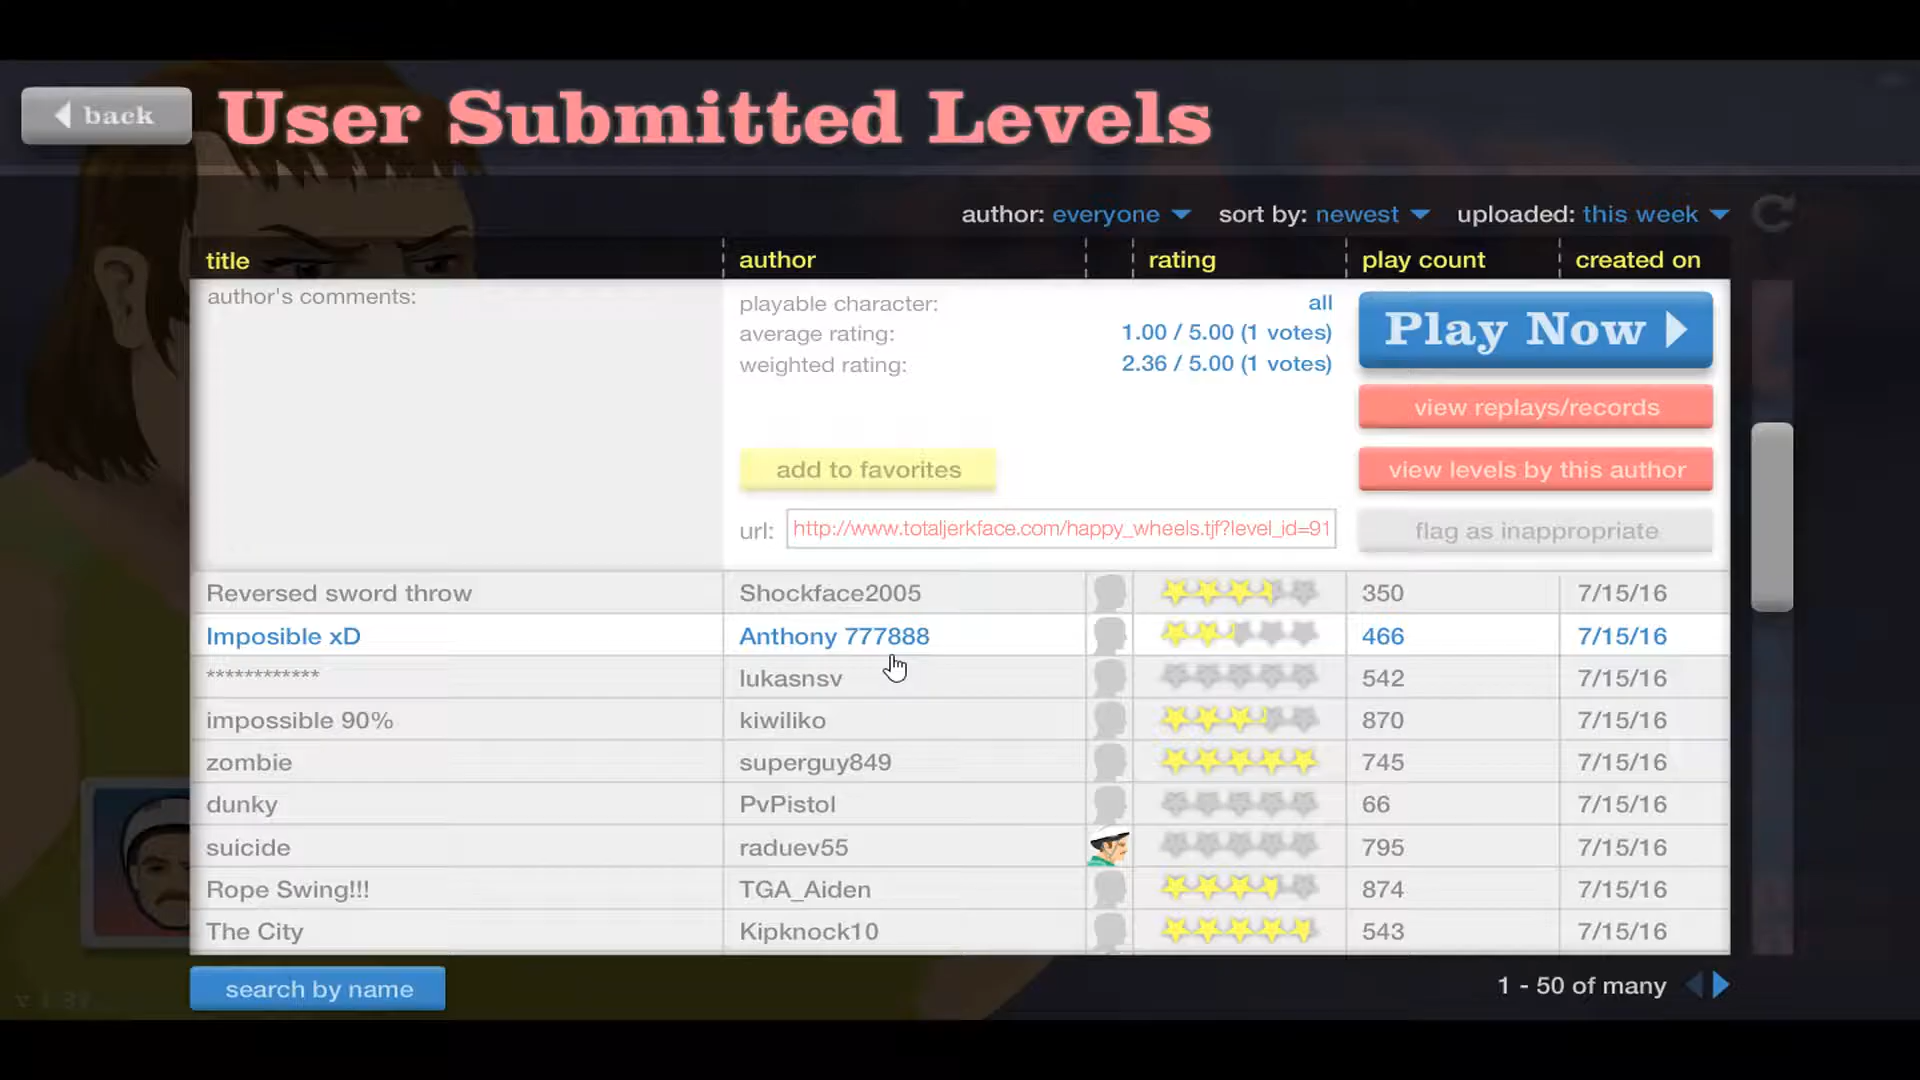 back
User Submitted Levels
author: everyone sort by: newest uploaded: this week
title author rating play count created on
author's comments:
playable character: all
average rating: 1.00 / 5.00 (1 votes)
weighted rating: 2.36 / 5.00 (1 votes)
Play Now
view replays/records
add to favorites
view levels by this author
url: http://www.totaljerkface.com/happy_wheels.tjf?level_id=91
flag as inappropriate
Reversed sword throw Shockface2005 350 7/15/16
Imposible xD Anthony 777888 466 7/15/16
************ lukasnsv 542 7/15/16
impossible 90% kiwiliko 870 7/15/16
zombie superguy849 745 7/15/16
dunky PvPistol 66 7/15/16
suicide raduev55 795 7/15/16
Rope Swing!!! TGA_Aiden 874 7/15/16
The City Kipknock10 543 7/15/16
search by name
1 - 50 of many